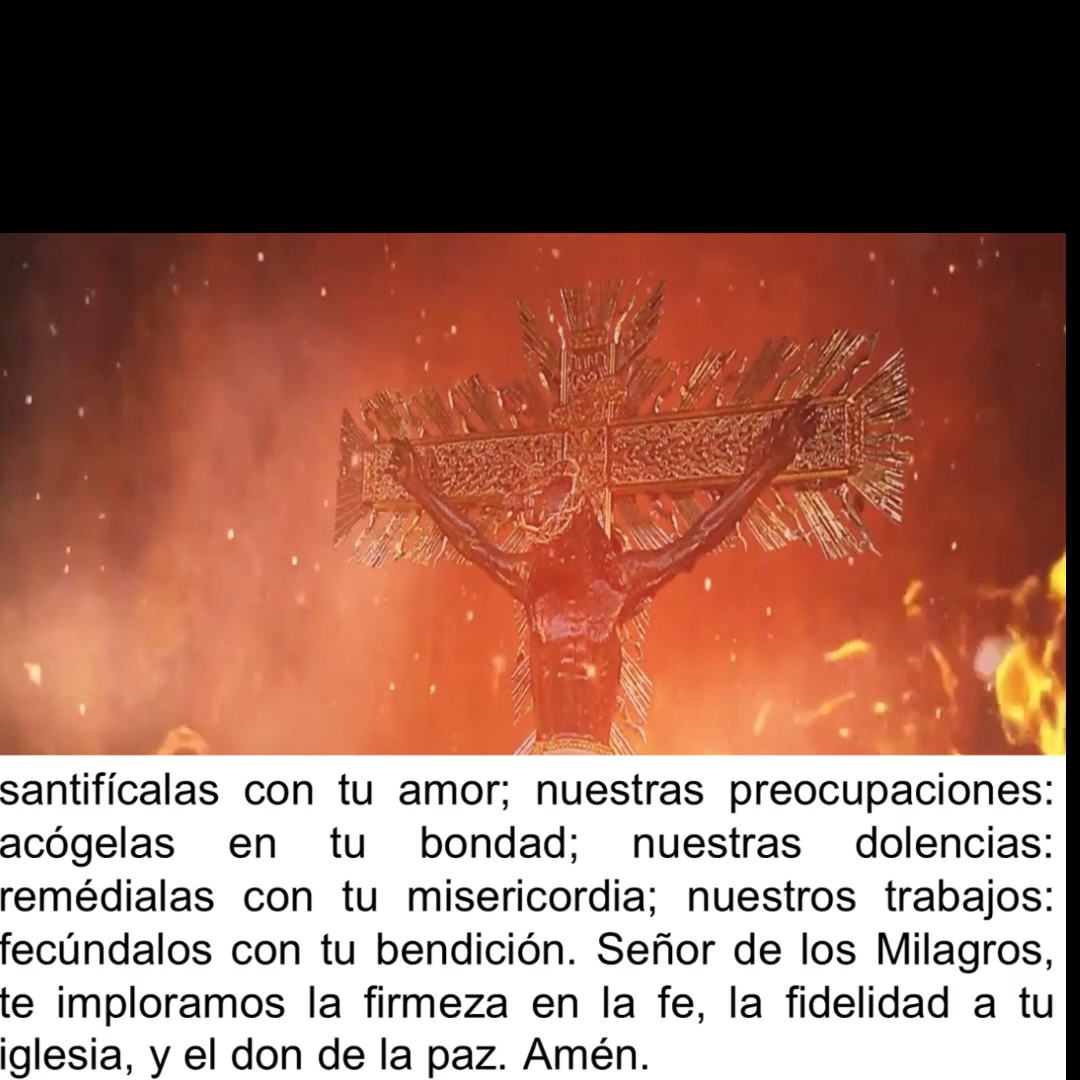 santifícalas con tu amor; nuestras preocupaciones:
acógelas en tu bondad; nuestras dolencias:
remédialas con tu misericordia; nuestros trabajos:
fecúndalos con tu bendición. Señor de los Milagros,
te imploramos la firmeza en la fe, la fidelidad a tu
iglesia, y el don de la paz. Amén.